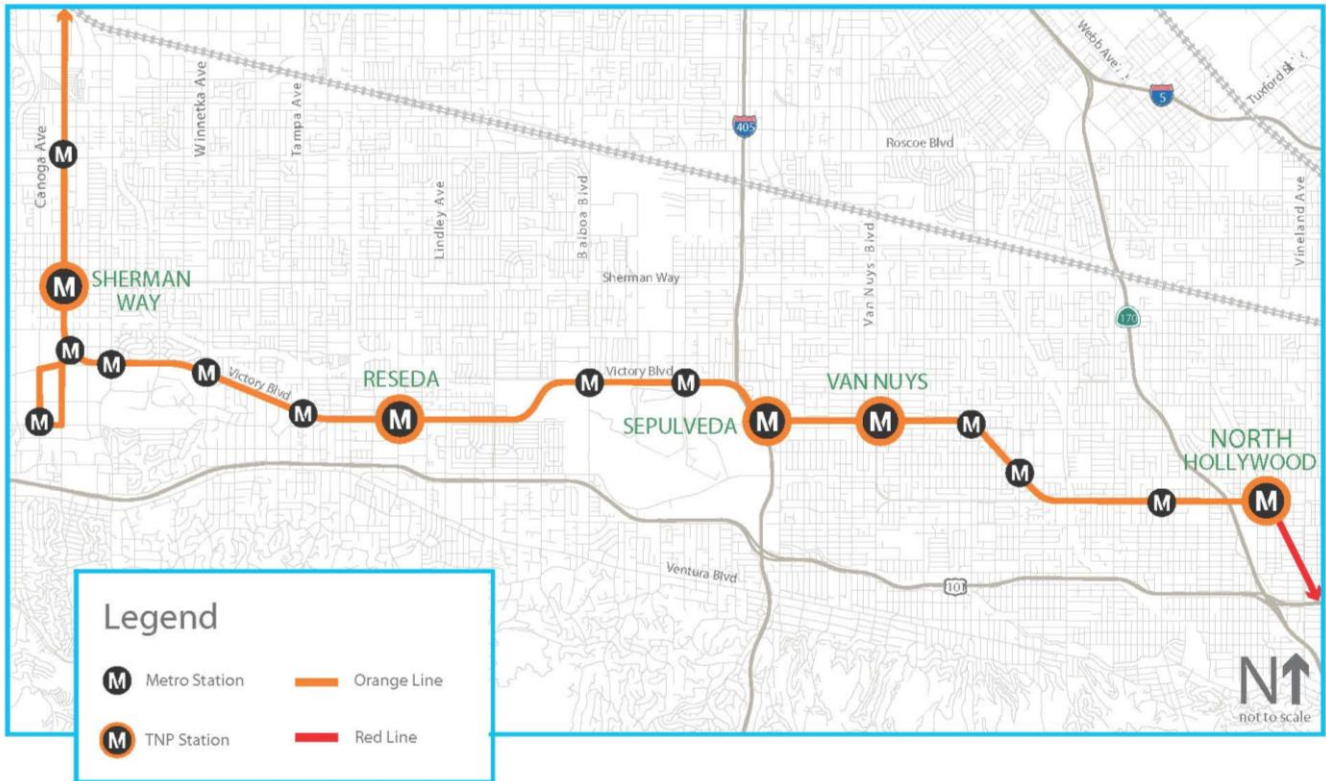 Webb Ave
Tuxford Bl
5
Winnetka Ave
Tampa Ave
405
Roscoe Blvd
Canoga Ave
M
Lindley Ave
Balboa Blvd
Van Nuys Blvd
Vineland Ave
M
SHERMAN
WAY
Sherman Way
170
M
M
M
Victory Blvd
RESEDA
M
Victory Blvd
M
VAN NUYS
M
M
M
SEPULVEDA
M
M
M
M
NORTH
HOLLYWOOD
M
M
M
Ventura Blvd
101
Legend
M Metro Station
Orange Line
M TNP Station
Red Line
N
not to scale